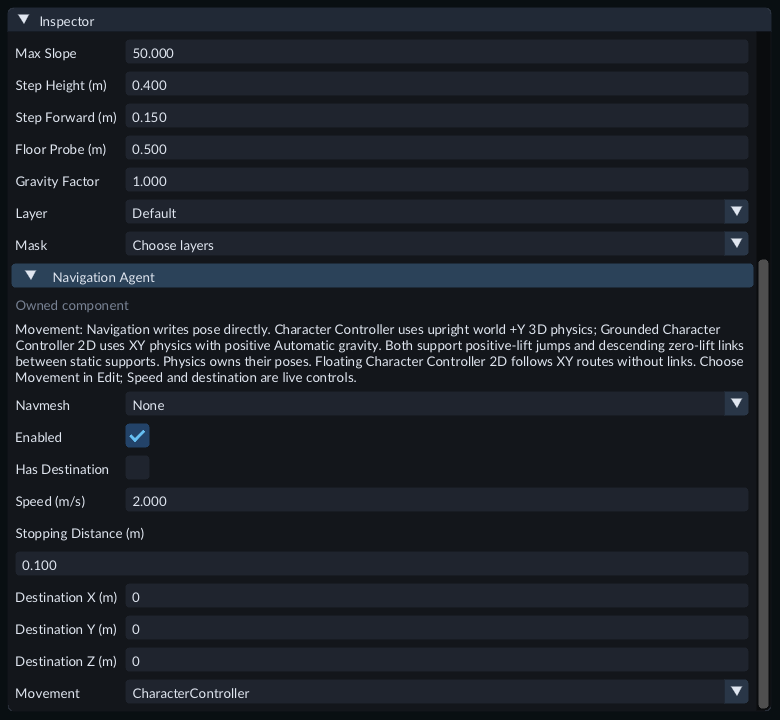 Inspector
Max Slope 50.000
Step Height (m) 0.400
Step Forward (m) 0.150
Floor Probe (m) 0.500
Gravity Factor 1.000
Layer Default
Mask Choose layers
Navigation Agent
Owned component
Movement: Navigation writes pose directly. Character Controller uses upright world +Y 3D physics; Grounded Character
Controller 2D uses XY physics with positive Automatic gravity. Both support positive-lift jumps and descending zero-lift links
between static supports. Physics owns their poses. Floating Character Controller 2D follows XY routes without links. Choose
Movement in Edit; Speed and destination are live controls.
Navmesh None
Enabled
Has Destination
Speed (m/s) 2.000
Stopping Distance (m)
0.100
Destination X (m) 0
Destination Y (m) 0
Destination Z (m) 0
Movement CharacterController